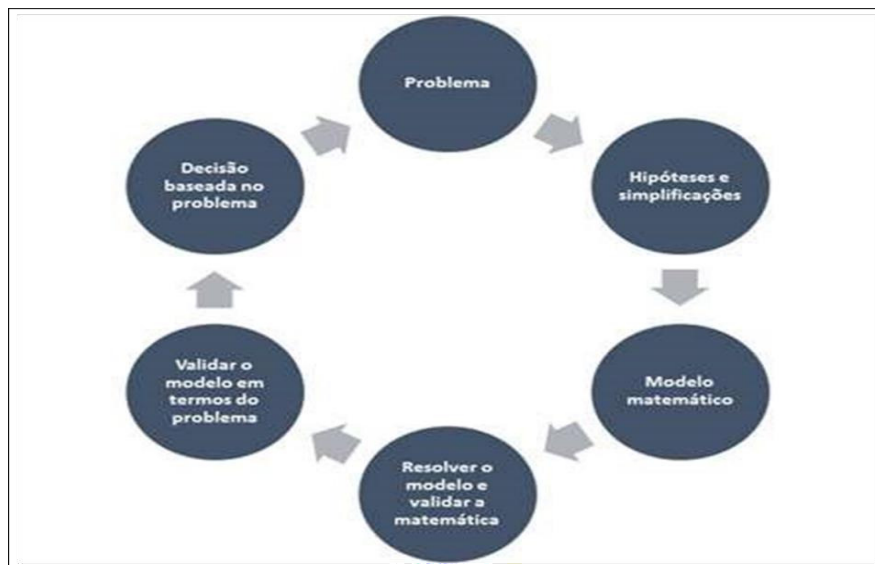 Problema
Hipóteses e
simplificações
Modelo
matemático
Resolver o
modelo e
validar a
matemática
Validar o
modelo em
termos do
problema
Decisão
baseada no
problema